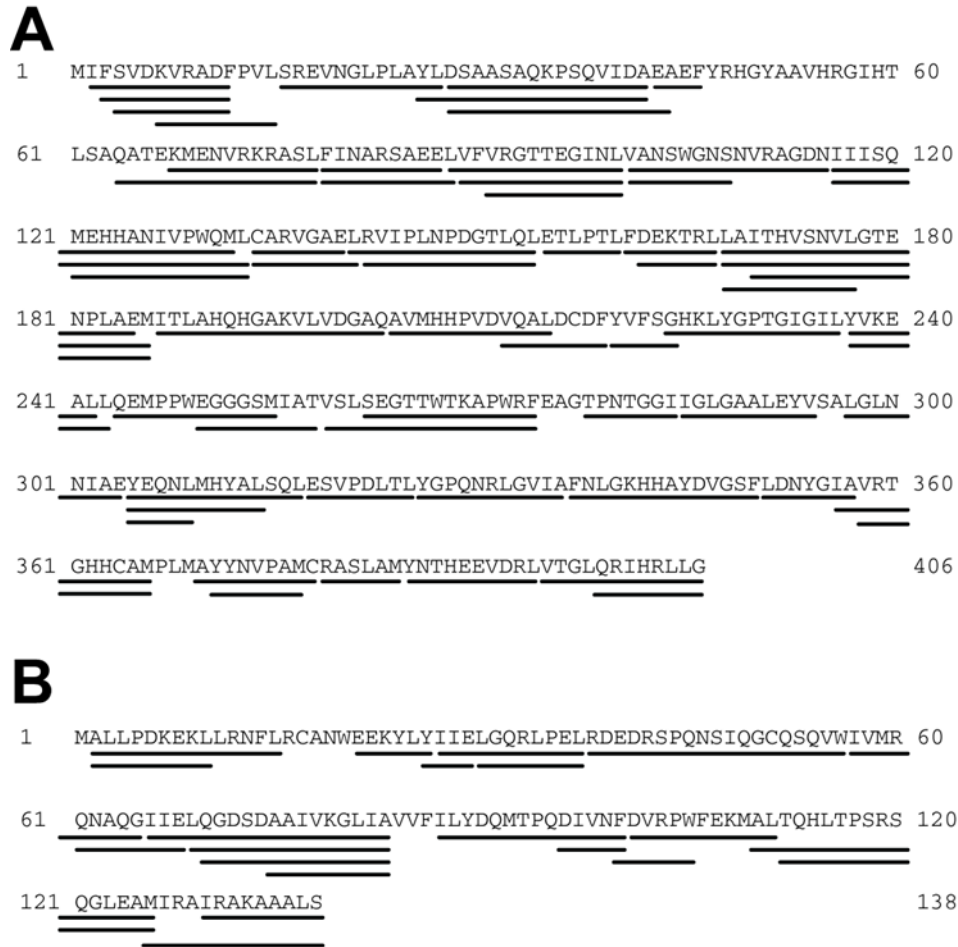 A
1 MIFSVDKVRADFPVLSREVNGLPLAYLDSAASAQKPSQVIDAEAEFYRHGYAAVHRGIHT 60
61 LSAQATEKMENVRKRASLFINARSAEELVFVRGTTEGINLVANSWGNSNVRAGDNIIISQ 120
121 MEHHANIVPWQMLCARVGAELRVIPLNPDGTLQLETLPTLFDEKTRLLAITHVSNVLGTE 180
181 NPLAEMITLAHQHGAKVLVDGAQAVMHHPVDVQALDCDFYVFSGHKLYGPTGIGILYVKE 240
241 ALLQEMPPWEGGGSMIATVSLSEGTTWTKAPWRFEAGTPNTGGIIGLGAALEYVSALGLN 300
301 NIAEYEQNLMHYALSQLESVPDLTLYGPQNRLGVIAFNLGKHHAYDVGSFLDNYGIAVRT 360
361 GHHCAMPLMAYYNVPAMCRASLAMYNTHEEVDRLVTGLQRIHRLLG 406
B
1 MALLPDKEKLLRNFLRCANWEEKYLYIIELGQRLPELRDEDRSPQNSIQGCQSQVWIVMR 60
61 QNAQGIIELQGDSDAAIVKGLIAVVFILYDQMTPQDIVNFDVRPWFEKMALTQHLTPSRS 120
121 QGLEAMIRAIRAKAAALS 138